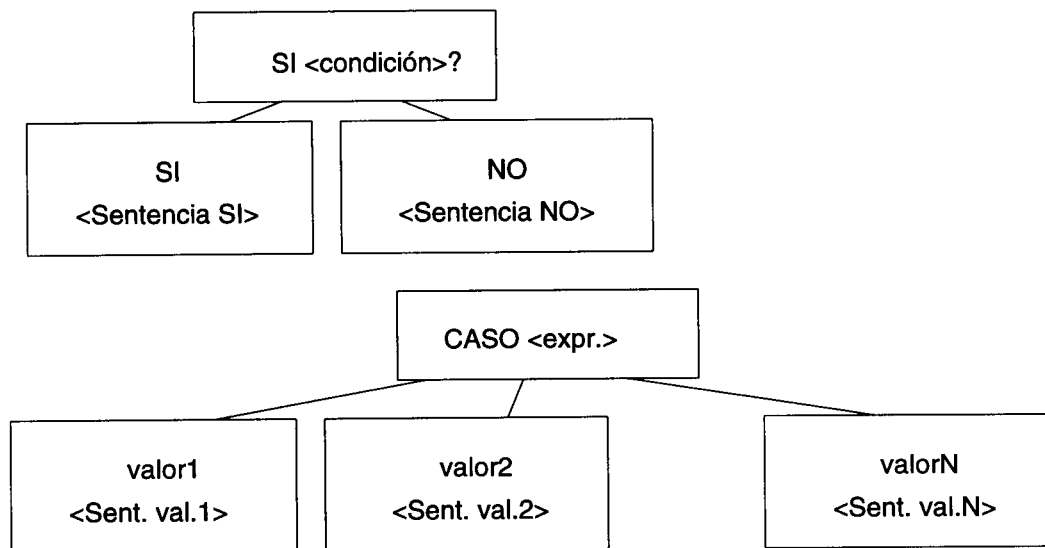 SI <condición>?
SI
<Sentencia SI>
NO
<Sentencia NO>
CASO <expr.>
valor1
<Sent. val.1>
valor2
<Sent. val.2>
valorN
<Sent. val.N>